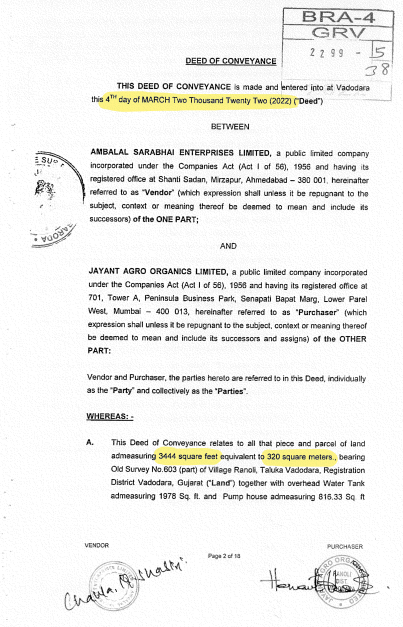 BRA-4
GRV
2299 - 5
38
DEED OF CONVEYANCE
THIS DEED OF CONVEYANCE is made and entered into at Vadodara
this 4TH day of MARCH Two Thousand Twenty Two (2022) ("Deed")
BETWEEN
AMBALAL SARABHAI ENTERPRISES LIMITED, a public limited company
incorporated under the Companies Act (Act I of 56), 1956 and having its
registered office at Shanti Sadan, Mirzapur, Ahmedabad – 380 001, hereinafter
referred to as "Vendor" (which expression shall unless it be repugnant to the
subject, context or meaning thereof be deemed to mean and include its
successors) of the ONE PART;
AND
JAYANT AGRO ORGANICS LIMITED, a public limited company incorporated
under the Companies Act (Act I of 56), 1956 and having its registered office at
701, Tower A, Peninsula Business Park, Senapati Bapat Marg, Lower Parel
West, Mumbai – 400 013, hereinafter referred to as "Purchaser" (which
expression shall unless it be repugnant to the subject, context or meaning thereof
be deemed to mean and include its successors and assigns) of the OTHER
PART:
Vendor and Purchaser, the parties hereto are referred to in this Deed, individually
as the "Party" and collectively as the "Parties".
WHEREAS: -
A. This Deed of Conveyance relates to all that piece and parcel of land
admeasuring 3444 square feet equivalent to 320 square meters., bearing
Old Survey No.603 (part) of Village Ranoli, Taluka Vadodara, Registration
District Vadodara, Gujarat ("Land") together with overhead Water Tank
admeasuring 1978 Sq. ft. and Pump house admeasuring 816.33 Sq. ft
VENDOR
PURCHASER
Page 2 of 18